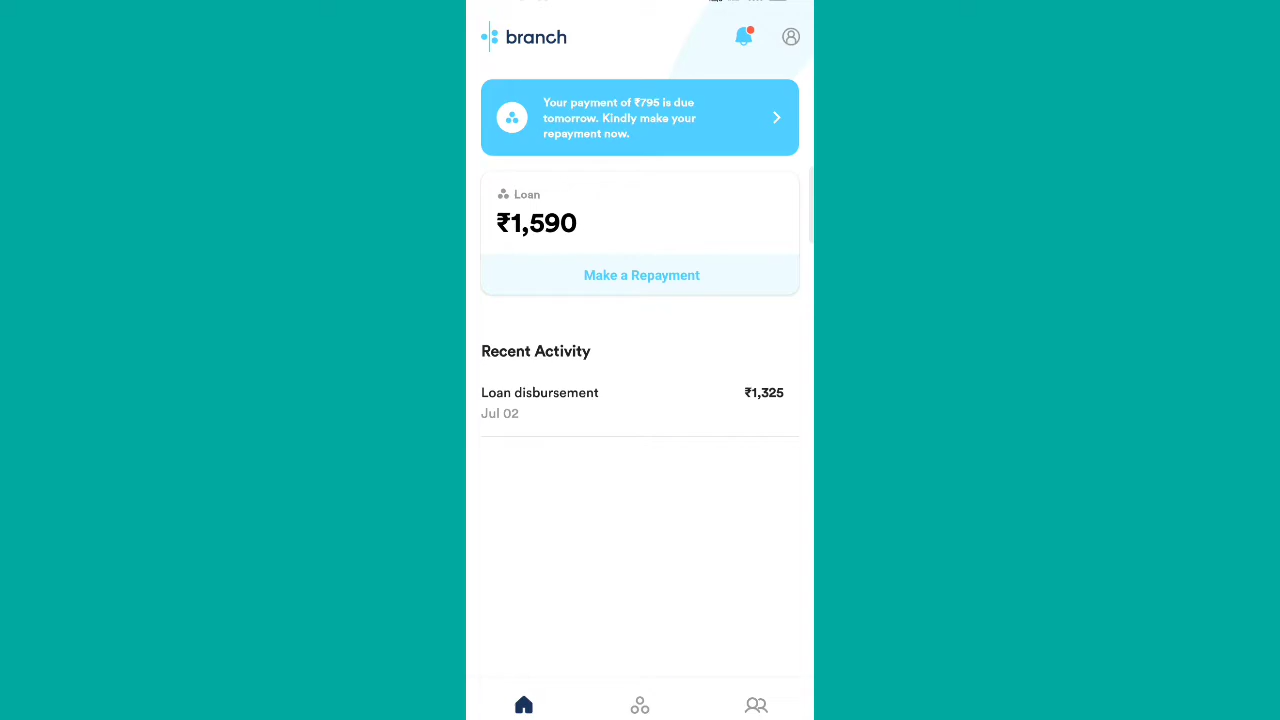 branch
Your payment of ₹795 is due
tomorrow. Kindly make your
repayment now.
Loan
₹1,590
Make a Repayment
Recent Activity
Loan disbursement
₹1,325
Jul 02